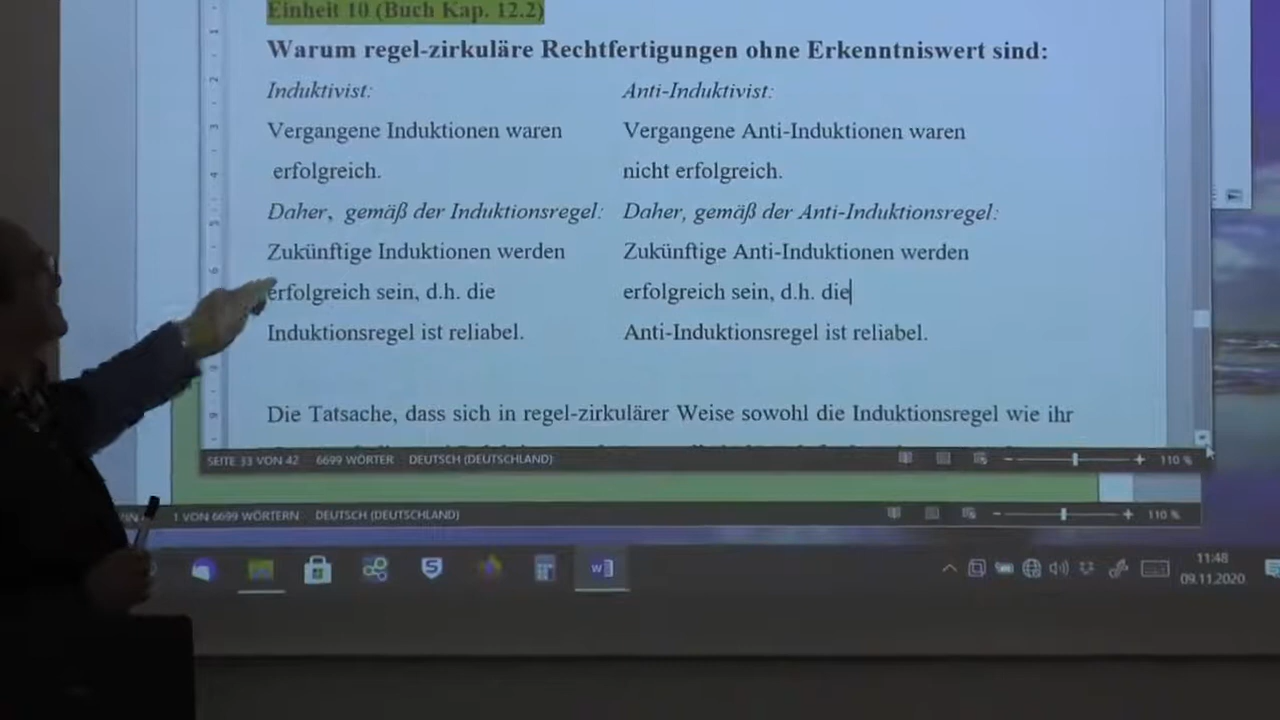 Einheit 10 (Buch Kap. 12.2)
Warum regel-zirkuläre Rechtfertigungen ohne Erkenntniswert sind:
Induktivist: Anti-Induktivist:
Vergangene Induktionen waren Vergangene Anti-Induktionen waren
erfolgreich. nicht erfolgreich.
Daher, gemäß der Induktionsregel: Daher, gemäß der Anti-Induktionsregel:
Zukünftige Induktionen werden Zukünftige Anti-Induktionen werden
erfolgreich sein, d.h. die erfolgreich sein, d.h. die
Induktionsregel ist reliabel. Anti-Induktionsregel ist reliabel.
Die Tatsache, dass sich in regel-zirkulärer Weise sowohl die Induktionsregel wie ihr
SEITE 33 VON 42 6699 WÖRTER DEUTSCH (DEUTSCHLAND) 110 %
1 VON 6699 WÖRTERN DEUTSCH (DEUTSCHLAND) 110 %
11:48
09.11.2020